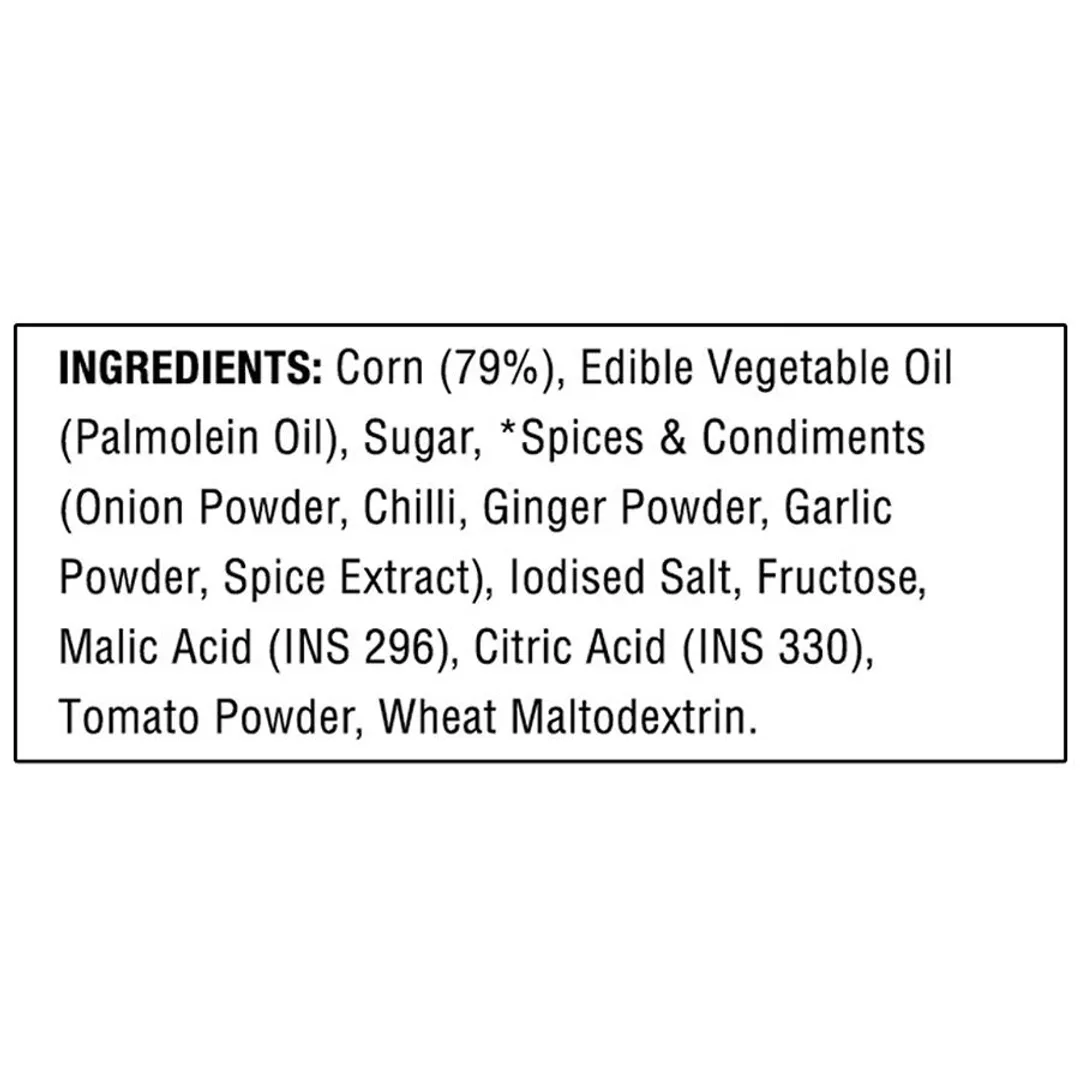 INGREDIENTS: Corn (79%), Edible Vegetable Oil
(Palmolein Oil), Sugar, *Spices & Condiments
(Onion Powder, Chilli, Ginger Powder, Garlic
Powder, Spice Extract), Iodised Salt, Fructose,
Malic Acid (INS 296), Citric Acid (INS 330),
Tomato Powder, Wheat Maltodextrin.